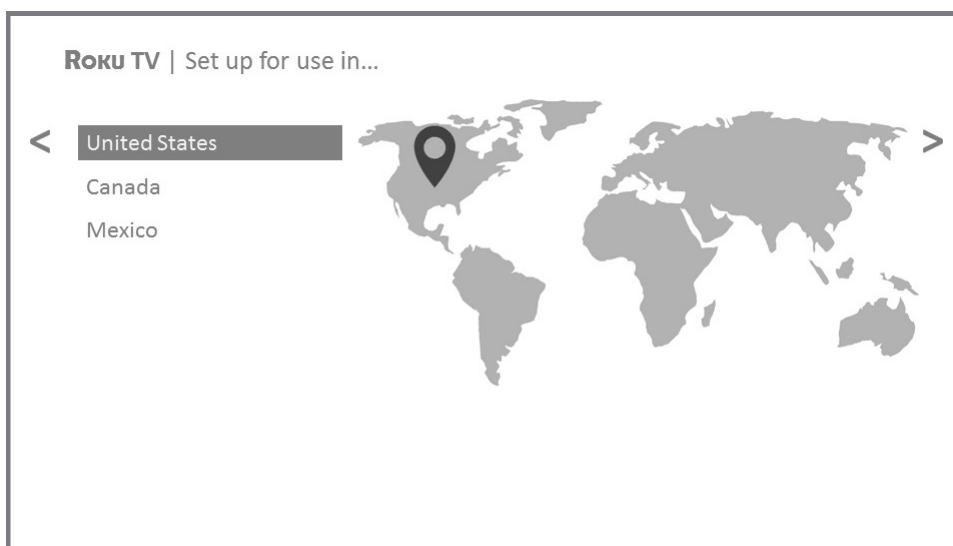 ROKU TV | Set up for use in...
< United States >
Canada
Mexico